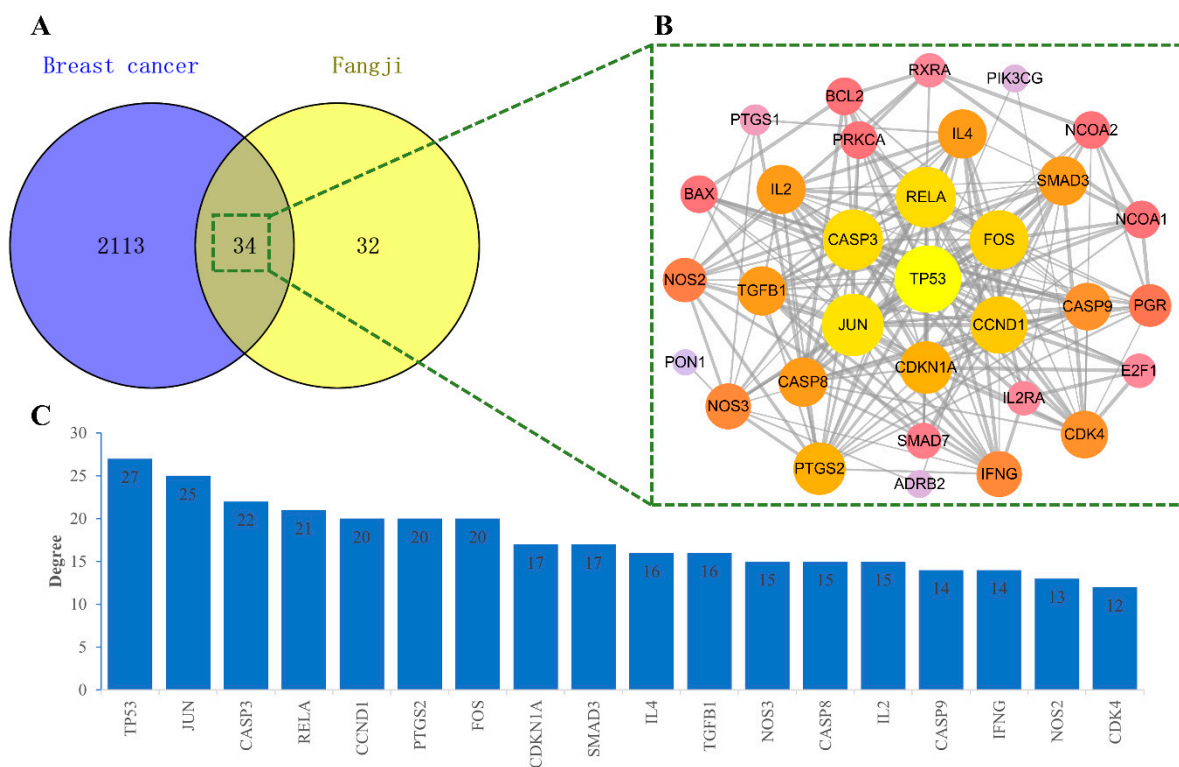 A
Breast cancer
Fangji
2113
34
32
B
RXRA
PIK3CG
BCL2
PTGS1
PRKCA
IL4
NCOA2
BAX
IL2
RELA
SMAD3
NCOA1
CASP3
FOS
NOS2
TGFB1
TP53
CASP9
PGR
JUN
CCND1
PON1
CASP8
CDKN1A
E2F1
IL2RA
NOS3
SMAD7
CDK4
PTGS2
ADRB2
IFNG
C
Degree
30
25
20
15
10
5
0
27
25
22
21
20
20
20
17
17
16
16
15
15
15
14
14
13
12
TP53
JUN
CASP3
RELA
CCND1
PTGS2
FOS
CDKN1A
SMAD3
IL4
TGFB1
NOS3
CASP8
IL2
CASP9
IFNG
NOS2
CDK4